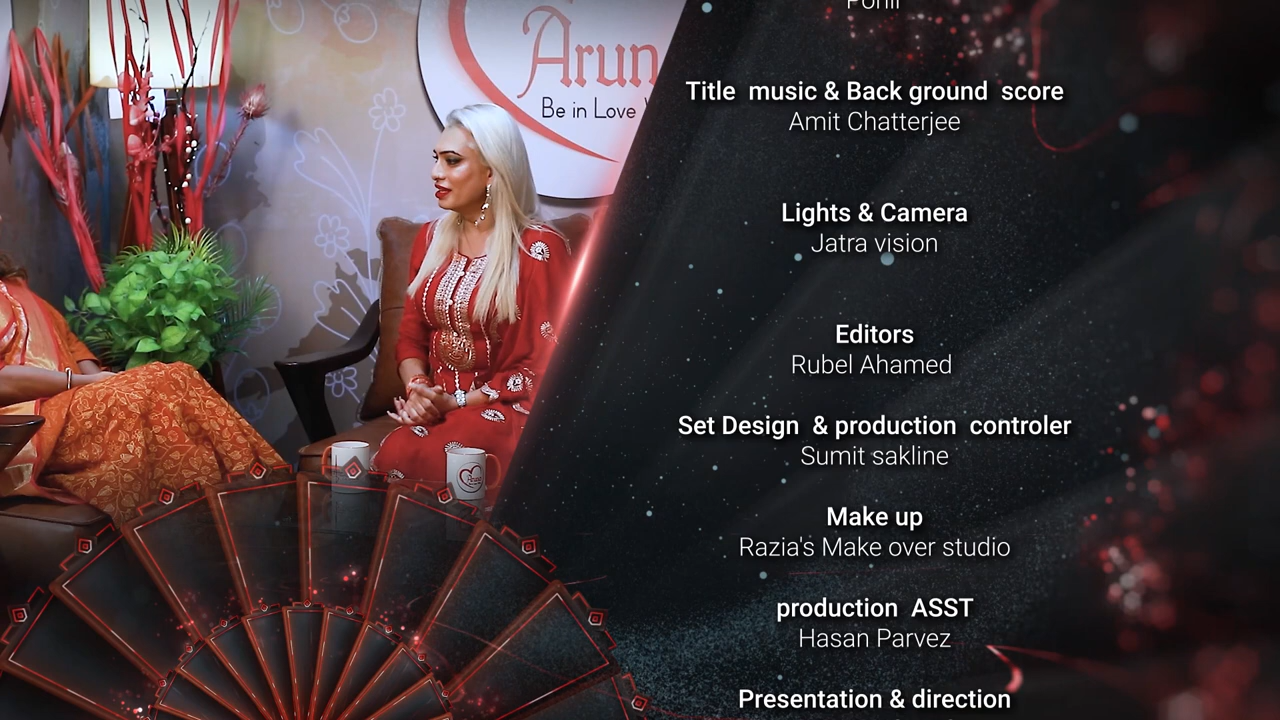 Arun
Be in Love
Title music & Back ground score
Amit Chatterjee
Lights & Camera
Jatra vision
Editors
Rubel Ahamed
Set Design & production controler
Sumit sakline
Make up
Razia's Make over studio
production ASST
Hasan Parvez
Presentation & direction